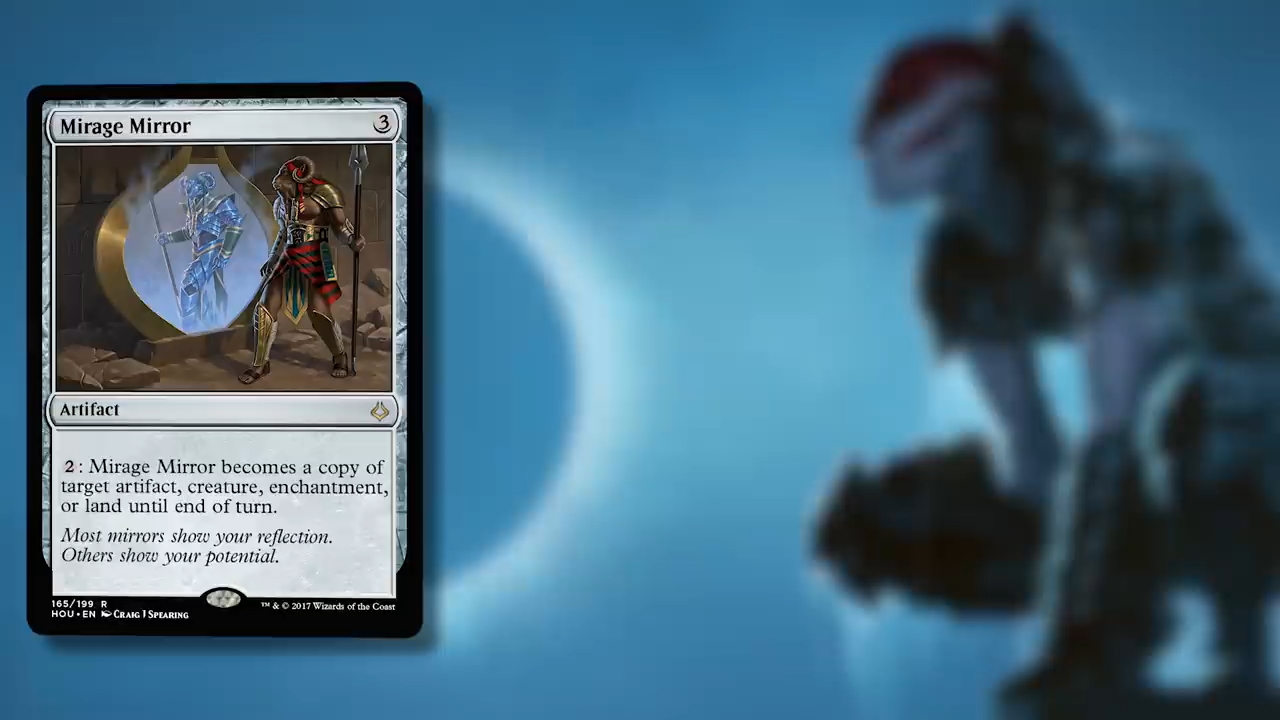 Mirage Mirror 3
Artifact
2: Mirage Mirror becomes a copy of
target artifact, creature, enchantment,
or land until end of turn.
Most mirrors show your reflection.
Others show your potential.
165/199 R
HOU • EN CRAIG J SPEARING
™ & © 2017 Wizards of the Coast